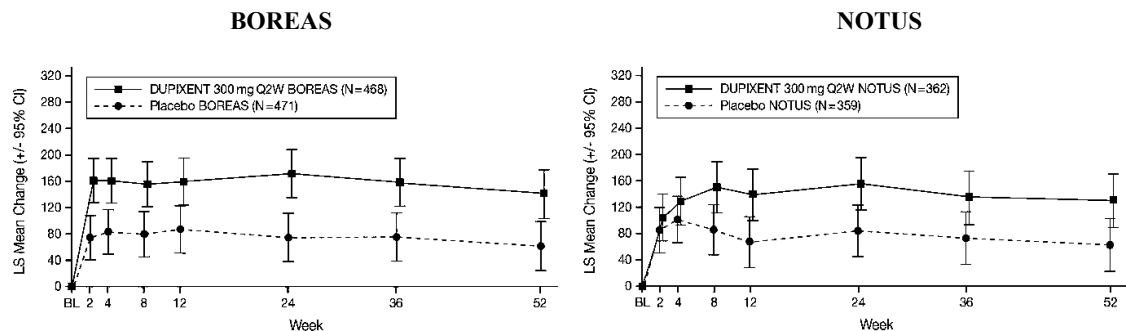 BOREAS
NOTUS
LS Mean Change (+/- 95% CI)
320
280
240
200
160
120
80
40
0
DUPIXENT 300 mg Q2W BOREAS (N=468)
Placebo BOREAS (N=471)
BL 2 4 8 12 24 36 52
Week
LS Mean Change (+/- 95% CI)
320
280
240
200
160
120
80
40
0
DUPIXENT 300 mg Q2W NOTUS (N=362)
Placebo NOTUS (N=359)
BL 2 4 8 12 24 36 52
Week